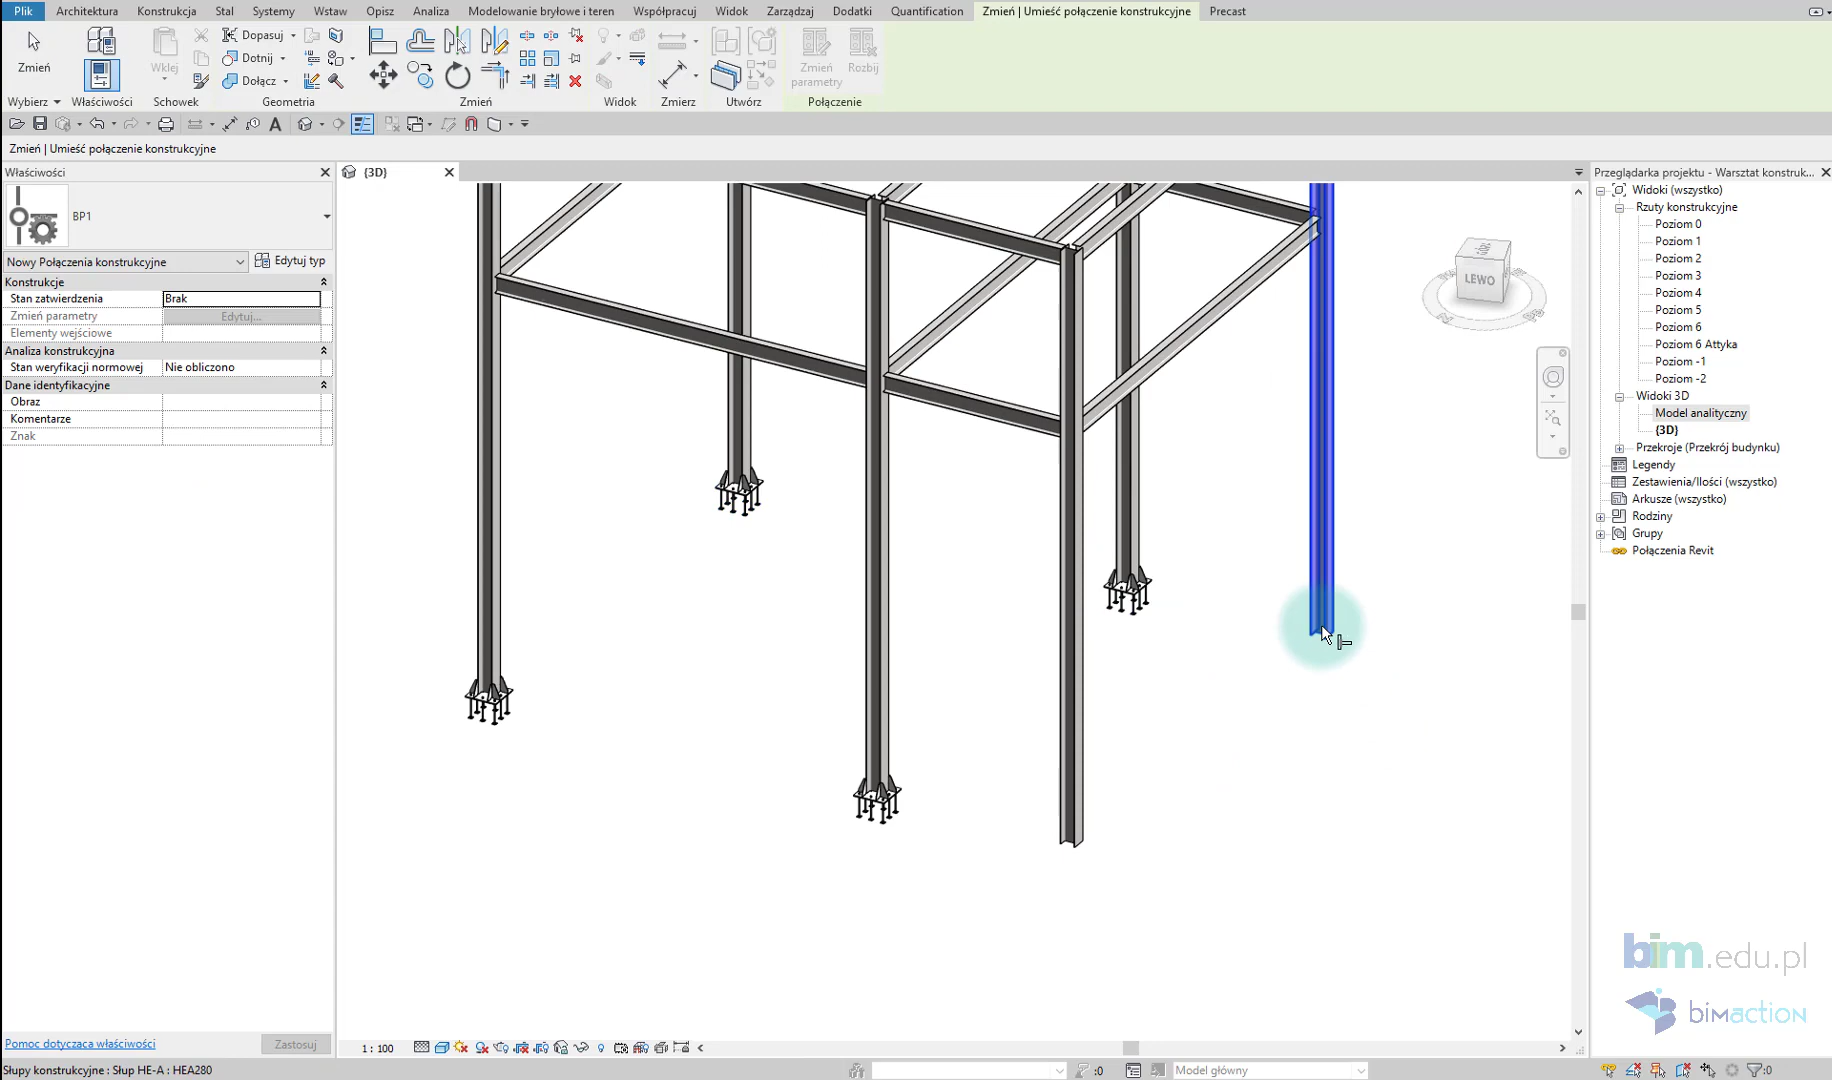 Plik Architektura Konstrukcja Stal Systemy Wstaw Opisz Analiza Modelowanie bryłowe i teren Współpracuj Widok Zarządzaj Dodatki Quantification Zmień | Umieść połączenie konstrukcyjne Precast
Dopasuj
Dotnij
Dołącz
Zmień
Wklej
Zmień parametry
Rozbij
Wybierz Właściwości Schowek Geometria Zmień Widok Zmierz Utwórz Połączenie
Zmień | Umieść połączenie konstrukcyjne
Właściwości
BP1
Nowy Połączenia konstrukcyjne
Edytuj typ
Konstrukcje
Stan zatwierdzenia Brak
Zmień parametry Edytuj...
Elementy wejściowe
Analiza konstrukcyjna
Stan weryfikacji normowej Nie obliczono
Dane identyfikacyjne
Obraz
Komentarze
Znak
Pomoc dotycząca właściwości
Zastosuj
{3D}
LEWO
1 : 100
Przeglądarka projektu - Warsztat konstruk...
Widoki (wszystko)
Rzuty konstrukcyjne
Poziom 0
Poziom 1
Poziom 2
Poziom 3
Poziom 4
Poziom 5
Poziom 6
Poziom 6 Attyka
Poziom -1
Poziom -2
Widoki 3D
Model analityczny
{3D}
Przekroje (Przekrój budynku)
Legendy
Zestawienia/Ilości (wszystko)
Arkusze (wszystko)
Rodziny
Grupy
Połączenia Revit
bim.edu.pl
bimaction
Słupy konstrukcyjne : Słup HE-A : HEA280
:0
Model główny
:0